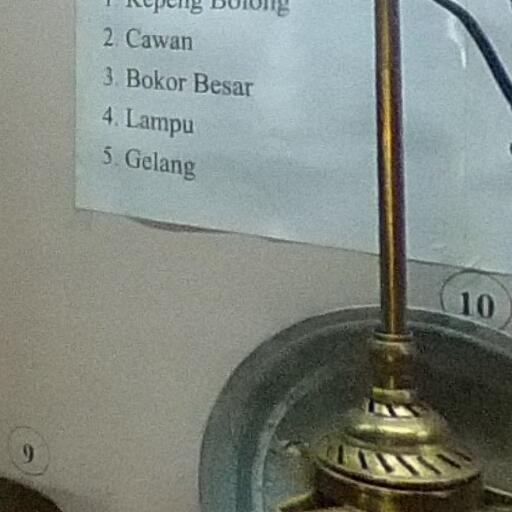 1. Kepeng Bolong
2. Cawan
3. Bokor Besar
4. Lampu
5. Gelang
10
9